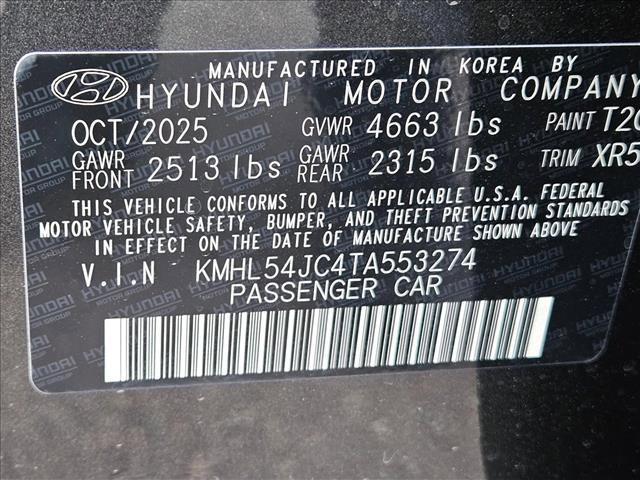 MANUFACTURED IN KOREA BY
HYUNDAI MOTOR COMPANY
OCT/2025 GVWR 4663 lbs PAINT
GAWR FRONT 2513 lbs GAWR REAR 2315 lbs TRIM
THIS VEHICLE CONFORMS TO ALL APPLICABLE U.S.A. FEDERAL
MOTOR VEHICLE SAFETY, BUMPER, AND THEFT PREVENTION STANDARDS
IN EFFECT ON THE DATE OF MANUFACTURE SHOWN ABOVE
V.I.N KMHL54JC4TA553274
PASSENGER CAR